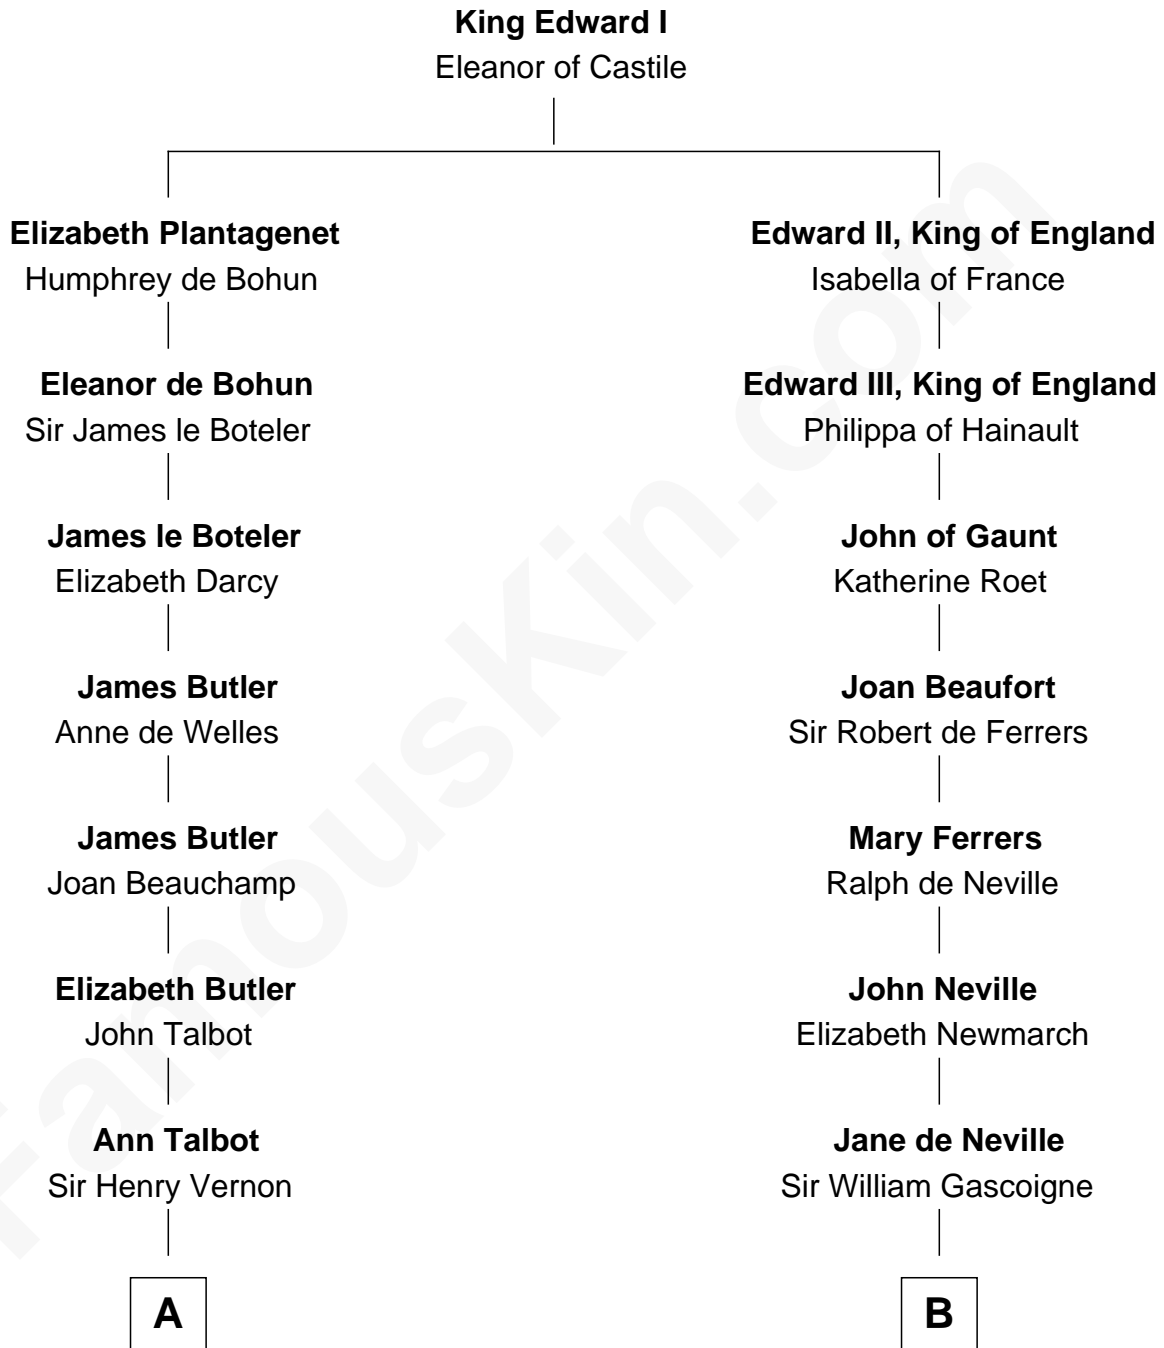 King Edward I
Eleanor of Castile
Elizabeth Plantagenet
Humphrey de Bohun
Edward II, King of England
Isabella of France
Eleanor de Bohun
Sir James le Boteler
Edward III, King of England
Philippa of Hainault
James le Boteler
Elizabeth Darcy
John of Gaunt
Katherine Roet
James Butler
Anne de Welles
Joan Beaufort
Sir Robert de Ferrers
James Butler
Joan Beauchamp
Mary Ferrers
Ralph de Neville
Elizabeth Butler
John Talbot
John Neville
Elizabeth Newmarch
Ann Talbot
Sir Henry Vernon
Jane de Neville
Sir William Gascoigne
A
B
FamousKin.com